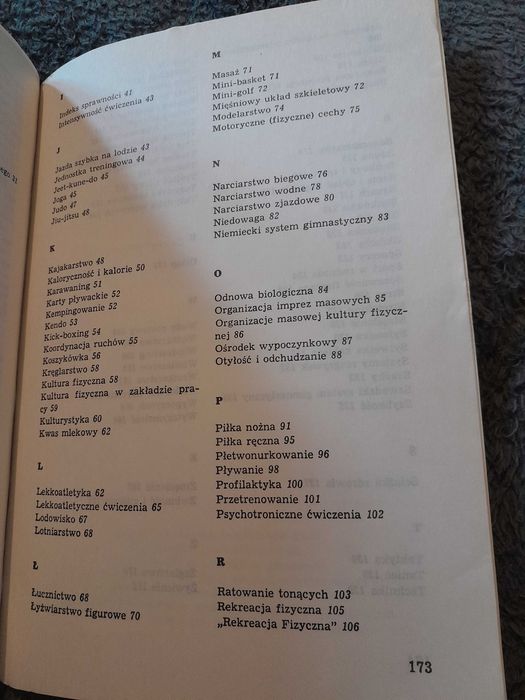 I
Indeks sprawności 41
Intensywność ćwiczenia 43
J
Jazda szybka na lodzie 43
Jednostka treningowa 44
Jeet-kune-do 45
Joga 45
Judo 47
Jiu-jitsu 48
K
Kajakarstwo 48
Kaloryczność i kalorie 50
Karawaning 51
Karty pływackie 52
Kempingowanie 52
Kendo 53
Kick-boxing 54
Koordynacja ruchów 55
Koszykówka 56
Kręglarstwo 58
Kultura fizyczna 58
Kultura fizyczna w zakładzie pra-
cy 59
Kulturystyka 60
Kwas mlekowy 62
L
Lekkoatletyka 62
Lekkoatletyczne ćwiczenia 65
Lodowisko 67
Lotniarstwo 68
Ł
Łucznictwo 68
Łyżwiarstwo figurowe 70
M
Masaż 71
Mini-basket 71
Mini-golf 72
Mięśniowy układ szkieletowy 72
Modelarstwo 74
Motoryczne (fizyczne) cechy 75
N
Narciarstwo biegowe 76
Narciarstwo wodne 78
Narciarstwo zjazdowe 80
Niedowaga 82
Niemiecki system gimnastyczny 83
O
Odnowa biologiczna 84
Organizacja imprez masowych 85
Organizacje masowej kultury fizycz-
nej 86
Ośrodek wypoczynkowy 87
Otyłość i odchudzanie 88
P
Piłka nożna 91
Piłka ręczna 95
Pletwonurkowanie 96
Pływanie 98
Profilaktyka 100
Przetrenowanie 101
Psychotroniczne ćwiczenia 102
R
Ratowanie tonących 103
Rekreacja fizyczna 105
„Rekreacja Fizyczna” 106
173